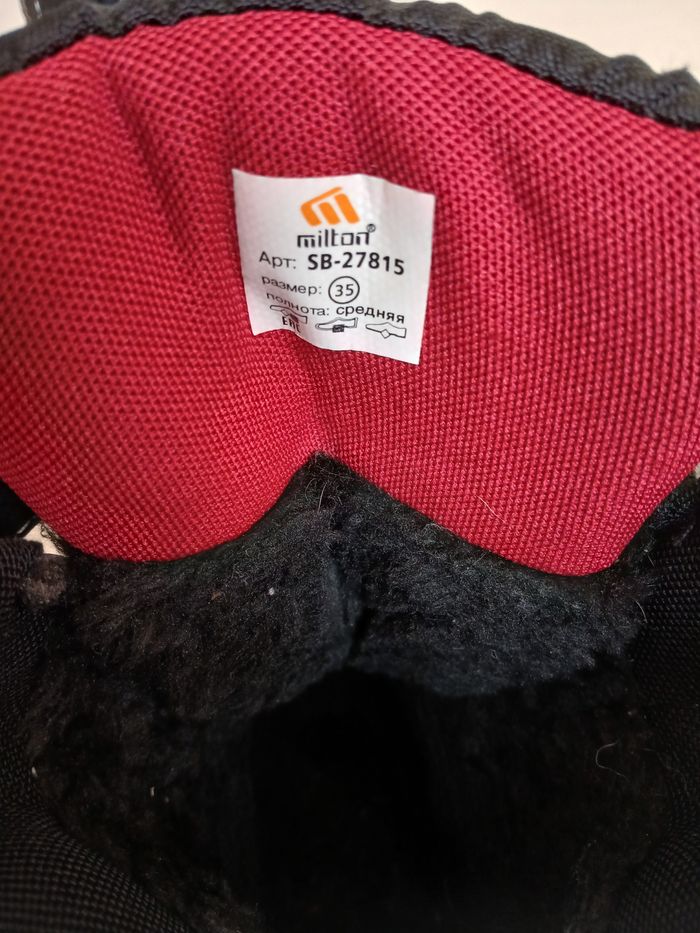 milton®
Арт: SB-27815
размер: 35
полнота: средняя
EAC